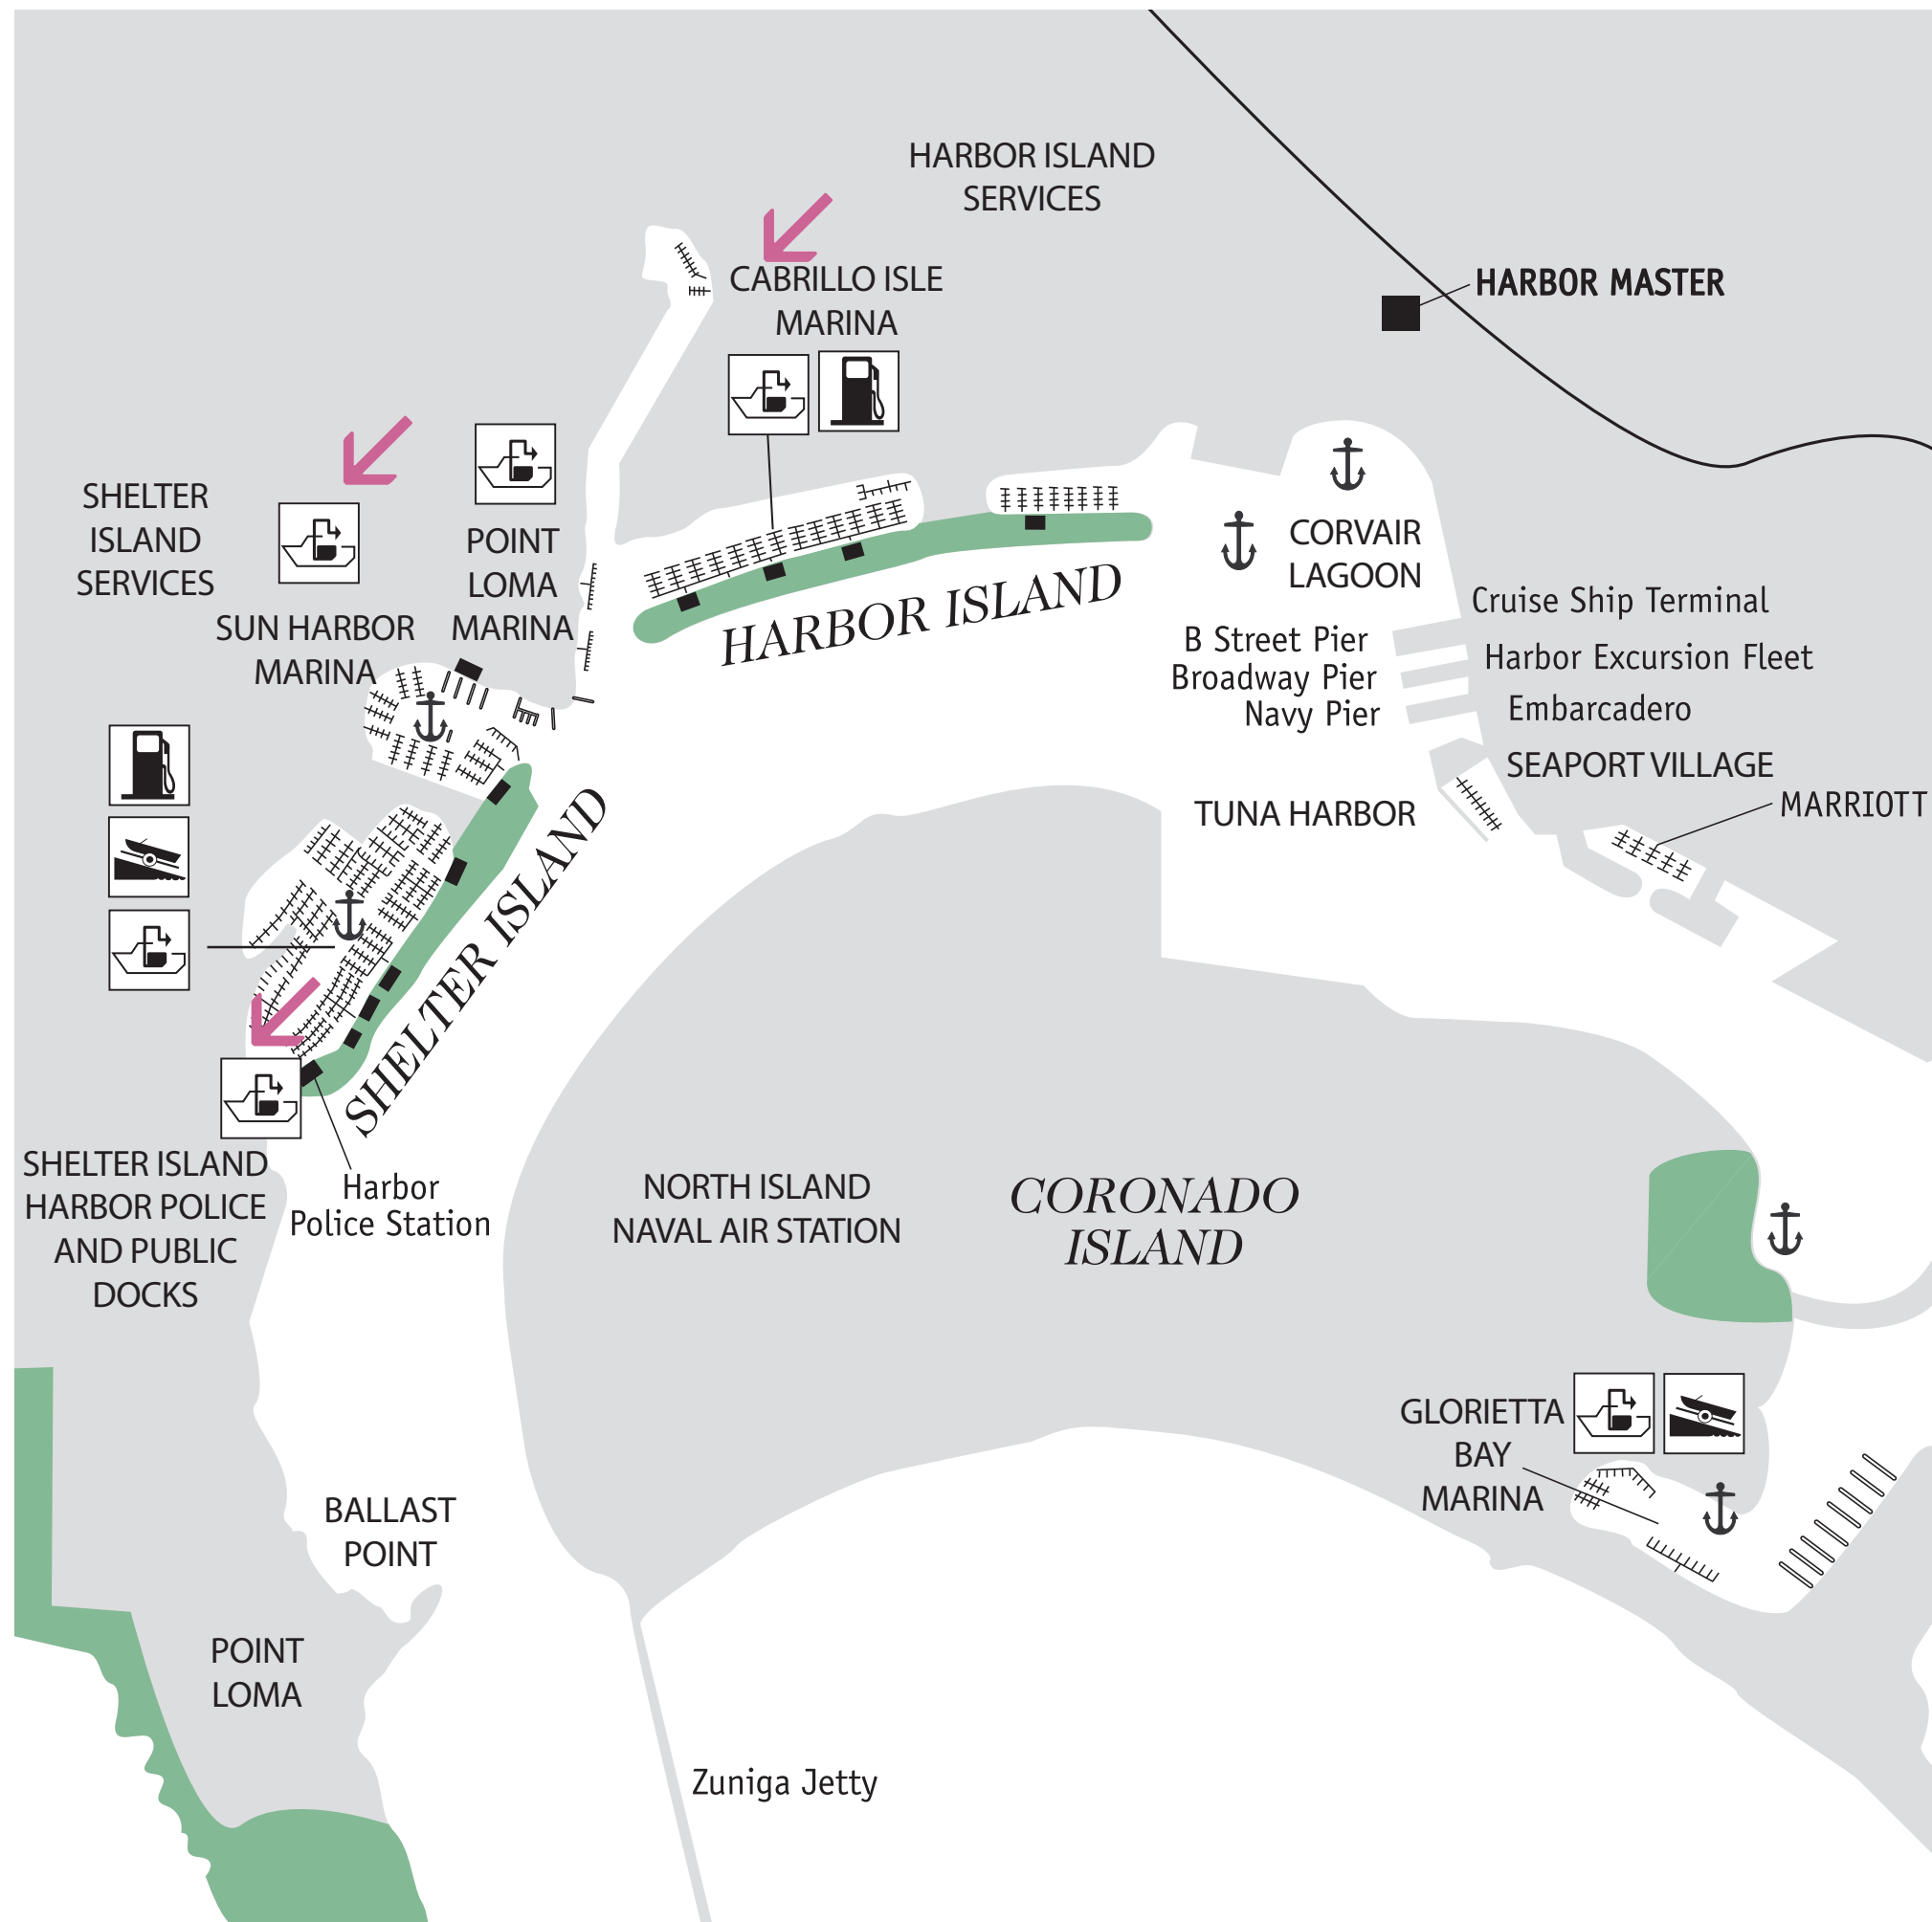 HARBOR ISLAND
SERVICES
HARBOR MASTER
CABRILLO ISLE
MARINA
SHELTER
ISLAND
SERVICES
SUN HARBOR
MARINA
POINT
LOMA
MARINA
HARBOR ISLAND
CORVAIR
LAGOON
Cruise Ship Terminal
B Street Pier
Harbor Excursion Fleet
Broadway Pier
Embarcadero
Navy Pier
SEAPORT VILLAGE
MARRIOTT
TUNA HARBOR
SHELTER ISLAND
SHELTER ISLAND
HARBOR POLICE
AND PUBLIC
DOCKS
Harbor
Police Station
NORTH ISLAND
NAVAL AIR STATION
CORONADO
ISLAND
GLORIETTA
BAY
MARINA
BALLAST
POINT
POINT
LOMA
Zuniga Jetty